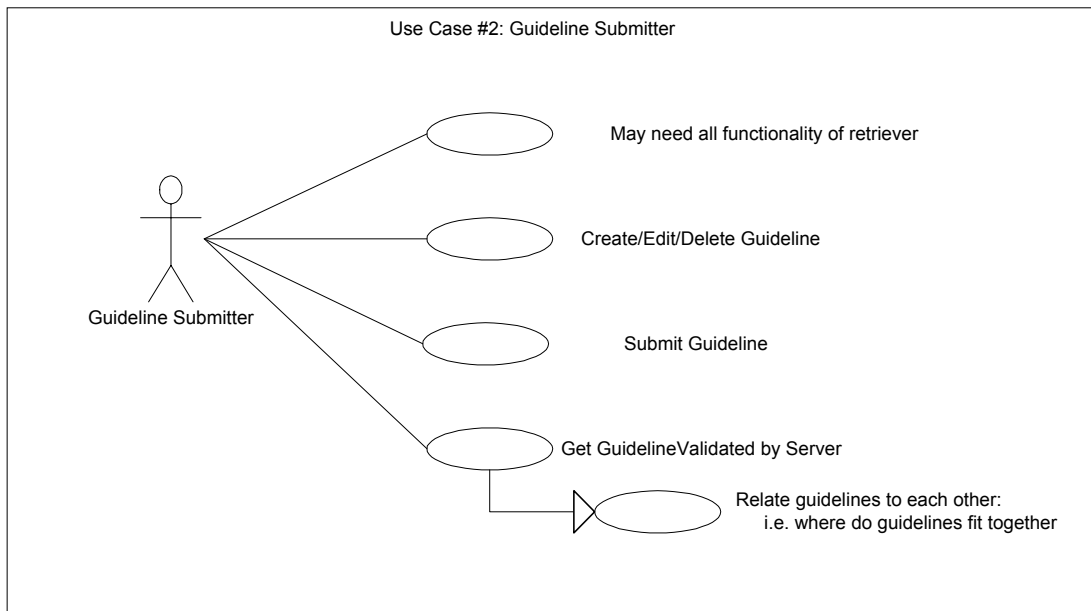 Use Case #2: Guideline Submitter
May need all functionality of retriever
Create/Edit/Delete Guideline
Guideline Submitter
Submit Guideline
Get GuidelineValidated by Server
Relate guidelines to each other:
i.e. where do guidelines fit together